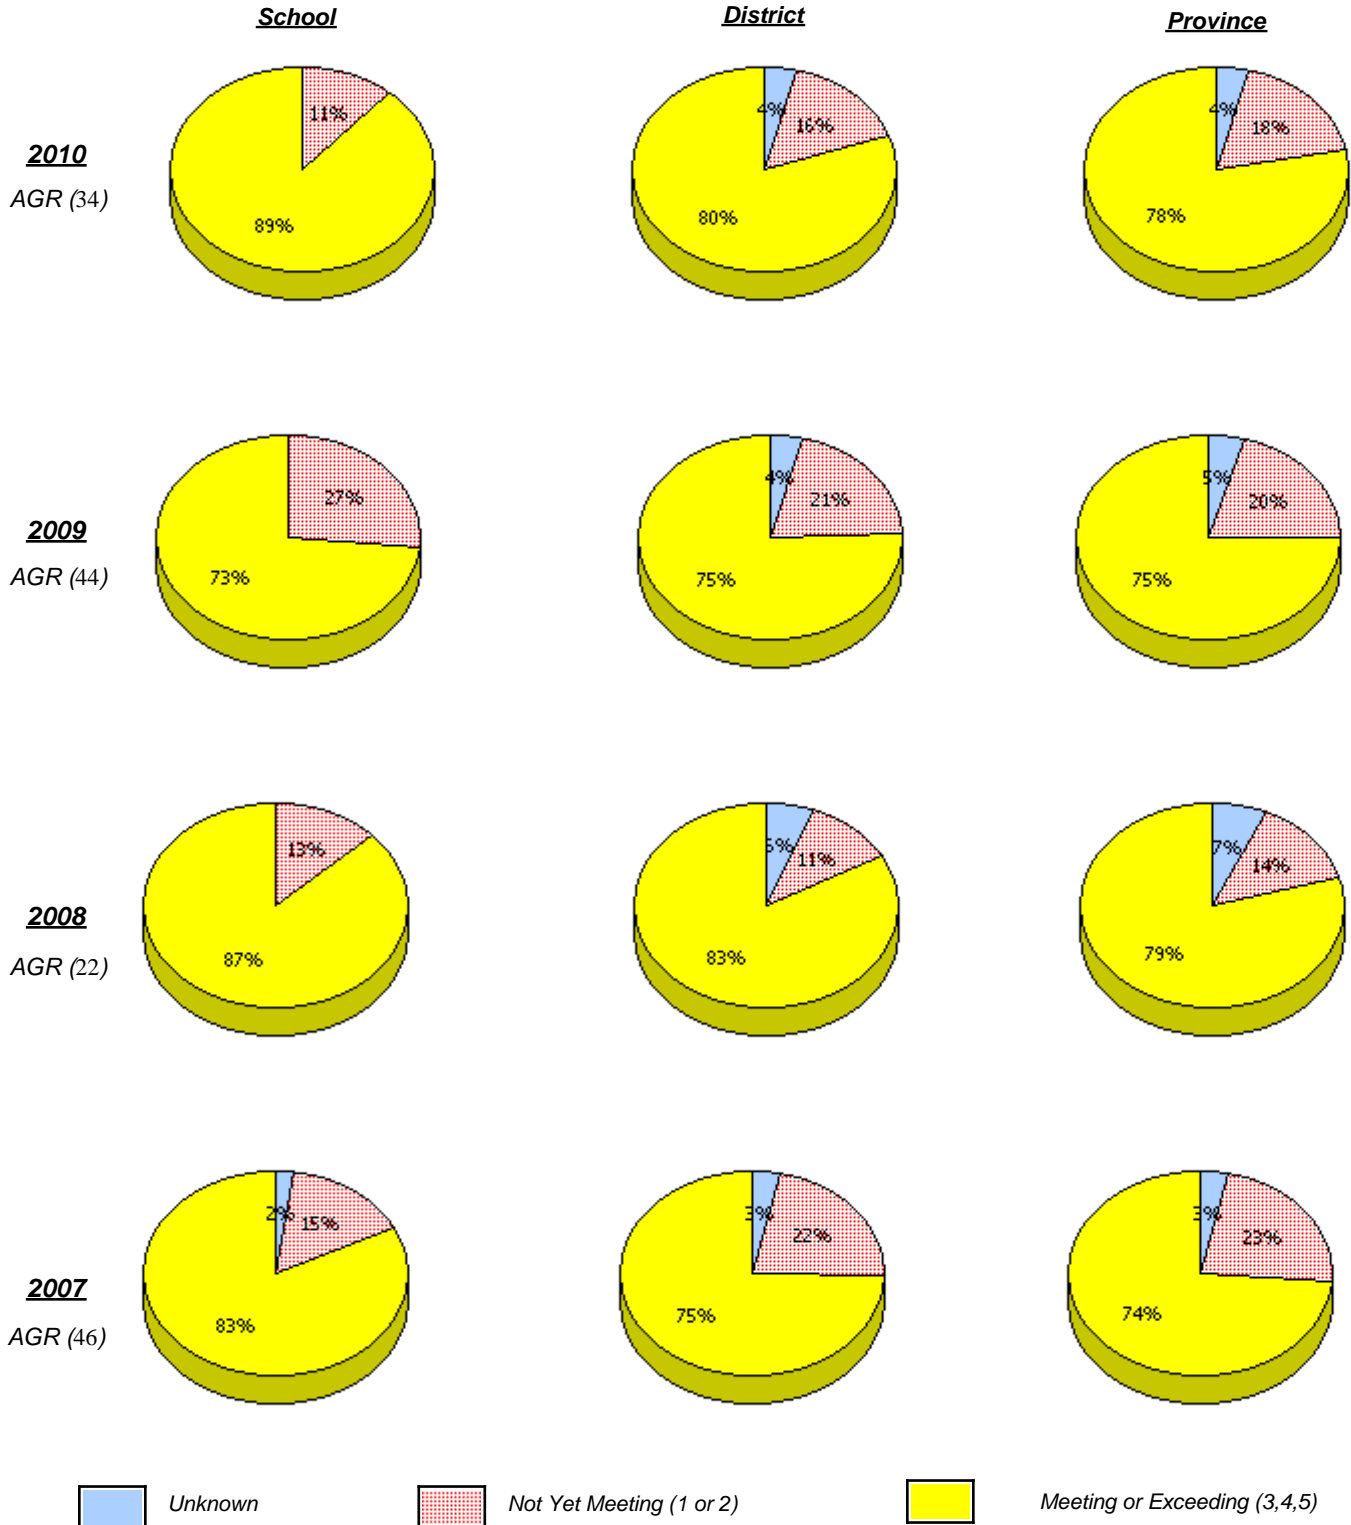 School District Province
4% 4%
11% 16% 18%
2010
AGR (34)
89% 80% 78%
4% 5%
27% 21% 20%
2009
AGR (44)
73% 75% 75%
13% 11% 7% 14%
2008
AGR (22)
87% 83% 79%
2% 15% 3% 22% 3% 23%
2007
AGR (46)
83% 75% 74%
Unknown Not Yet Meeting (1 or 2) Meeting or Exceeding (3,4,5)